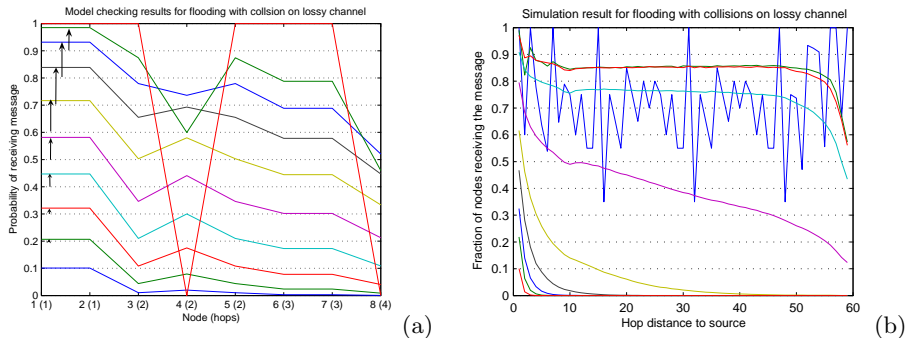 Model checking results for flooding with collision on lossy channel
Probability of receiving message
1
0.9
0.8
0.7
0.6
0.5
0.4
0.3
0.2
0.1
0
1 (1) 2 (1) 3 (2) 4 (2) 5 (2) 6 (3) 7 (3) 8 (4)
Node (hops)
(a)
Simulation result for flooding with collisions on lossy channel
Fraction of nodes receiving the message
1
0.9
0.8
0.7
0.6
0.5
0.4
0.3
0.2
0.1
0
0 10 20 30 40 50 60
Hop distance to source
(b)